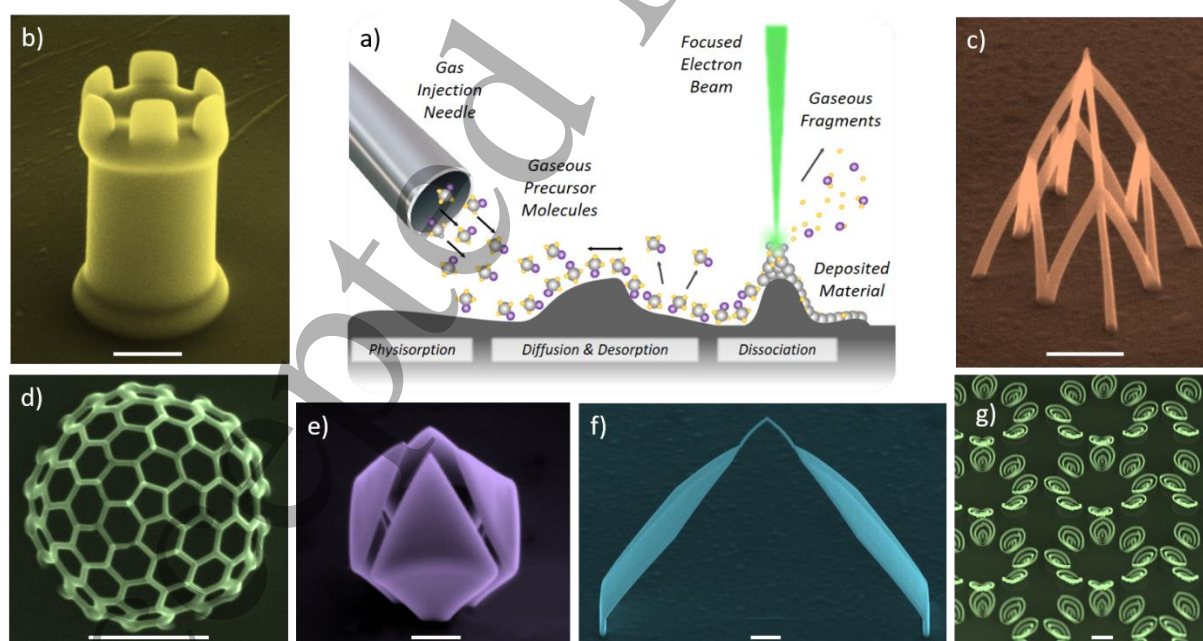 b)
a)
Gas
Injection
Needle
Gaseous
Precursor
Molecules
Focused
Electron
Beam
Gaseous
Fragments
Deposited
Material
Physisorption
Diffusion & Desorption
Dissociation
c)
d)
e)
f)
g)